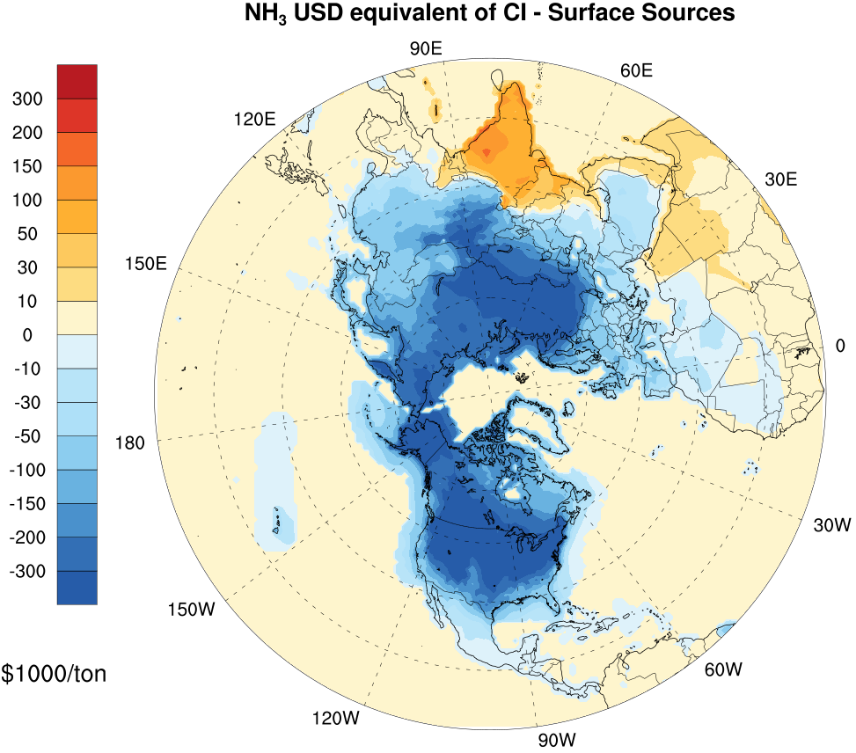 NH₃ USD equivalent of CI - Surface Sources
90E
60E
120E
30E
150E
0
180
30W
150W
60W
120W
90W
300
200
150
100
50
30
10
0
-10
-30
-50
-100
-150
-200
-300
$1000/ton